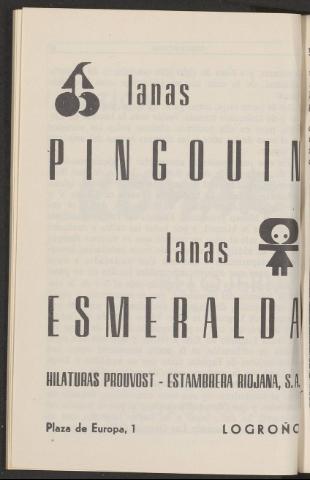 lanas
PINGOUIN
lanas
ESMERALDA
HILATURAS PROUVOST - ESTAMBRERA RIOJANA, S. A.
Plaza de Europa, 1 LOGROÑO